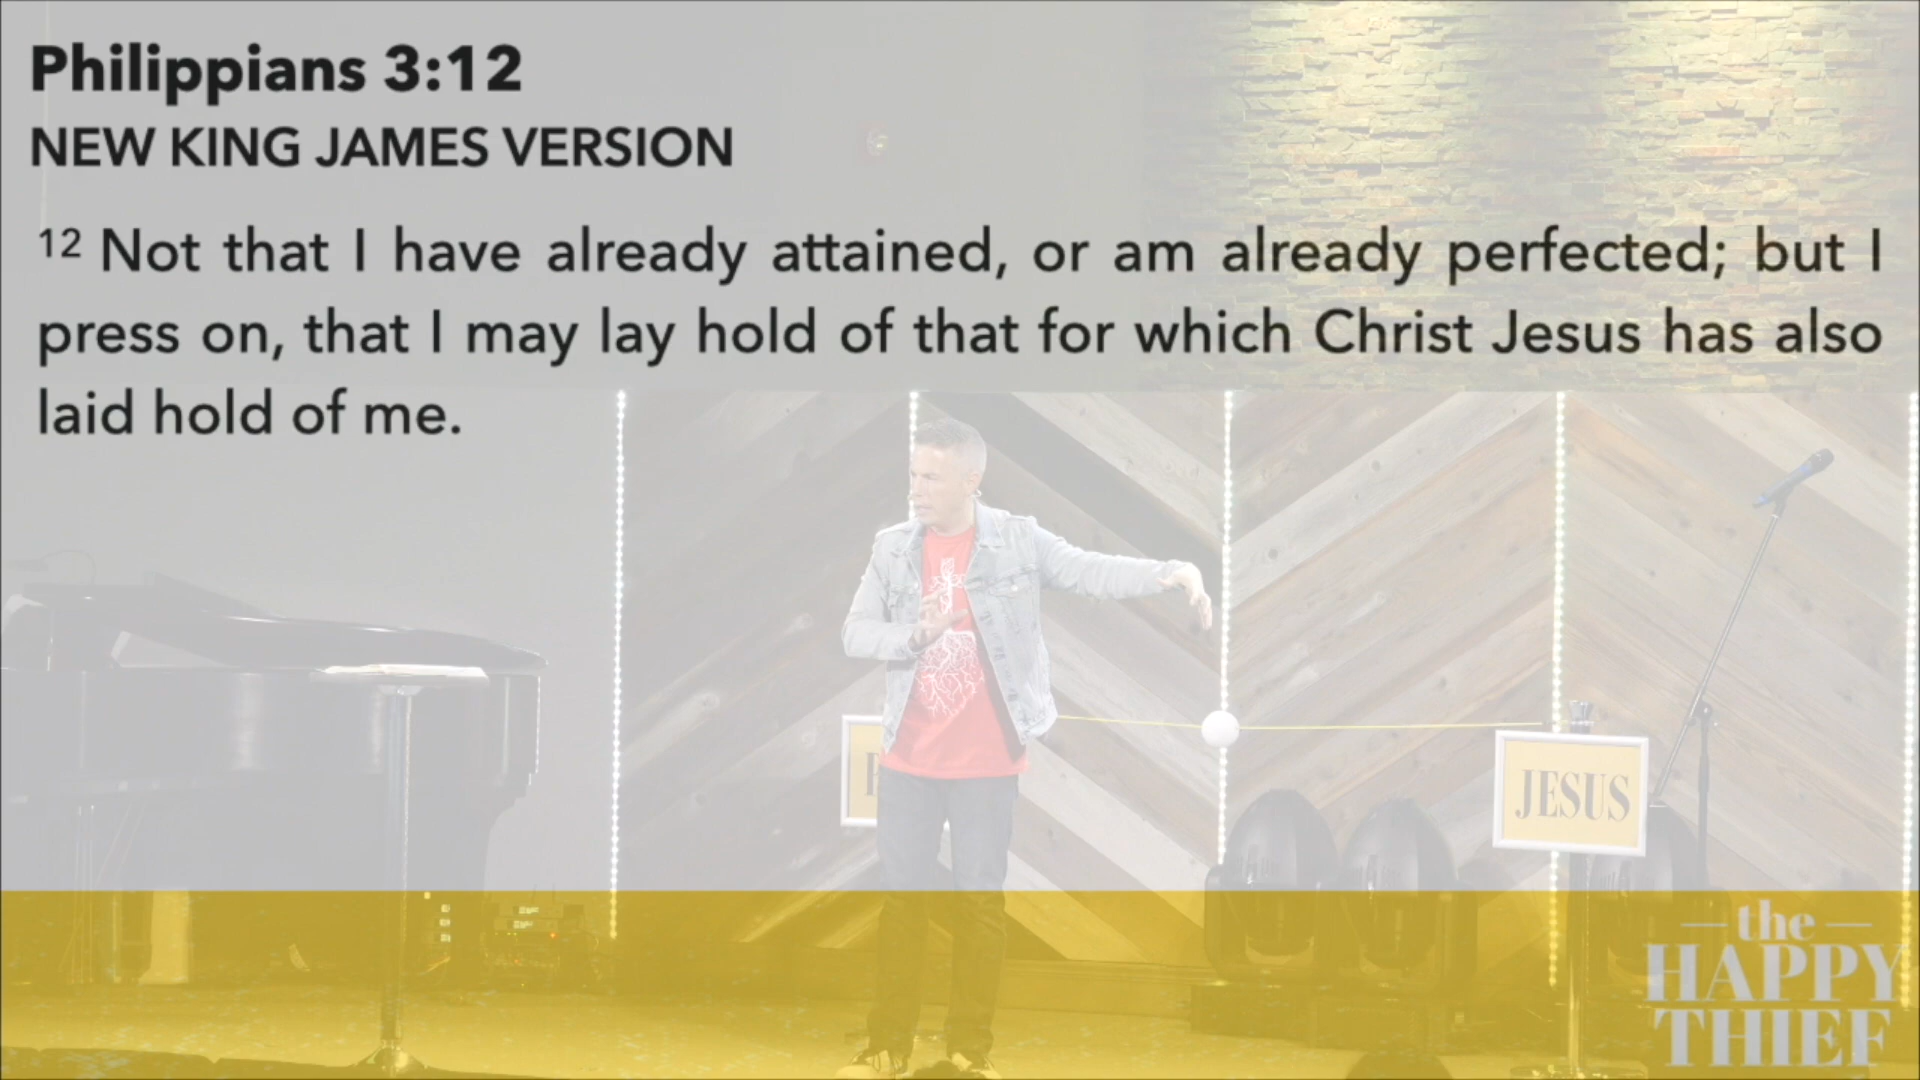 Philippians 3:12
NEW KING JAMES VERSION
12 Not that I have already attained, or am already perfected; but I
press on, that I may lay hold of that for which Christ Jesus has also
laid hold of me.
JESUS
the
HAPPY
THIEF